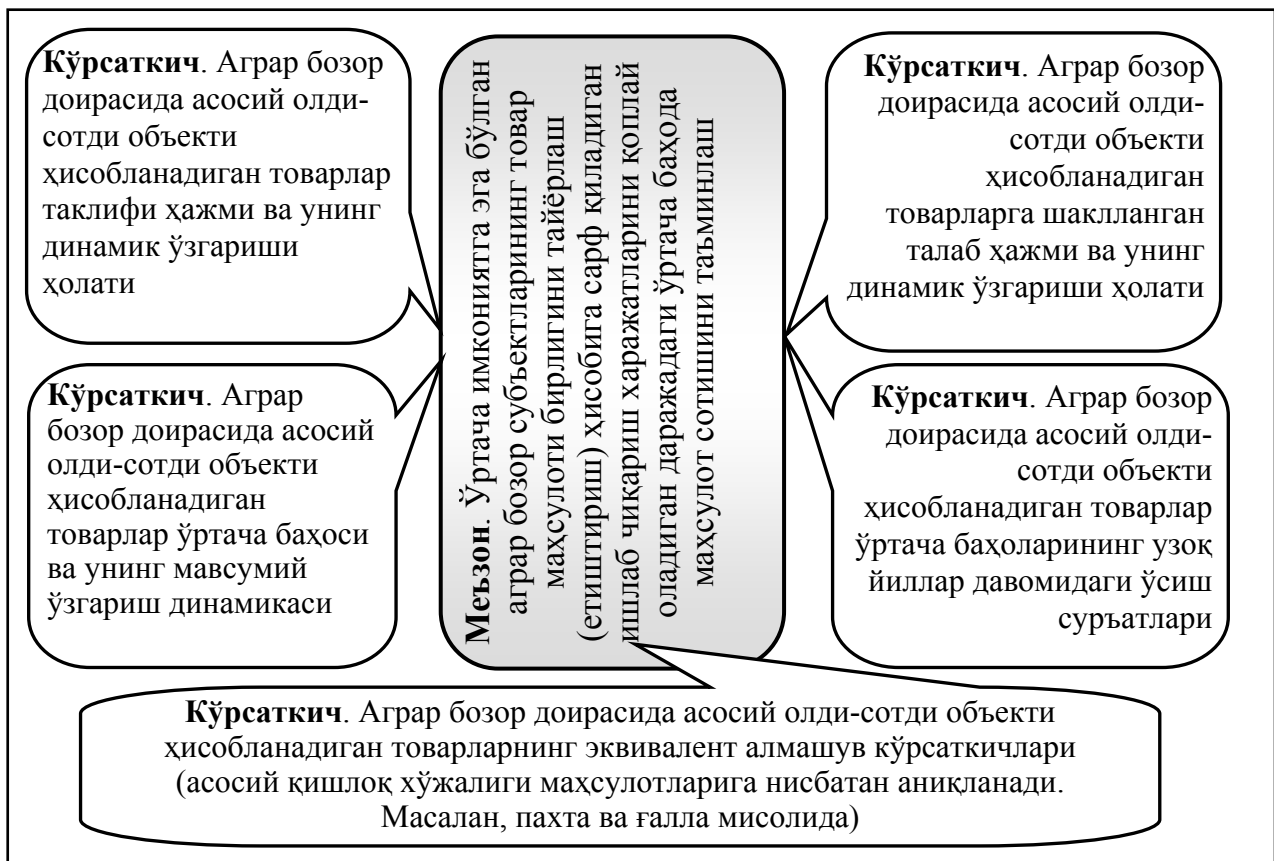 Кўрсаткич. Аграр бозор
доирасида асосий олди-
сотди объекти
ҳисобланадиган товарлар
таклифи ҳажми ва унинг
динамик ўзгариши
ҳолати
Кўрсаткич. Аграр
бозор доирасида асосий
олди-сотди объекти
ҳисобланадиган
товарлар ўртача баҳоси
ва унинг мавсумий
ўзгариш динамикаси
Меъзон. Ўртача имкониятга эга бўлган
аграр бозор субъектларининг товар
маҳсулоти бирлигини тайёрлаш
(етиштириш) ҳисобига сарф қиладиган
ишлаб чиқариш харажатларини қоплай
оладиган даражадаги ўртача баҳода
маҳсулот сотишини таъминлаш
Кўрсаткич. Аграр бозор
доирасида асосий олди-
сотди объекти
ҳисобланадиган
товарларга шаклланган
талаб ҳажми ва унинг
динамик ўзгариши ҳолати
Кўрсаткич. Аграр бозор
доирасида асосий олди-
сотди объекти
ҳисобланадиган товарлар
ўртача баҳоларининг узоқ
йиллар давомидаги ўсиш
суръатлари
Кўрсаткич. Аграр бозор доирасида асосий олди-сотди объекти
ҳисобланадиган товарларнинг эквивалент алмашув кўрсаткичлари
(асосий қишлоқ хўжалиги маҳсулотларига нисбатан аниқланади.
Масалан, пахта ва ғалла мисолида)